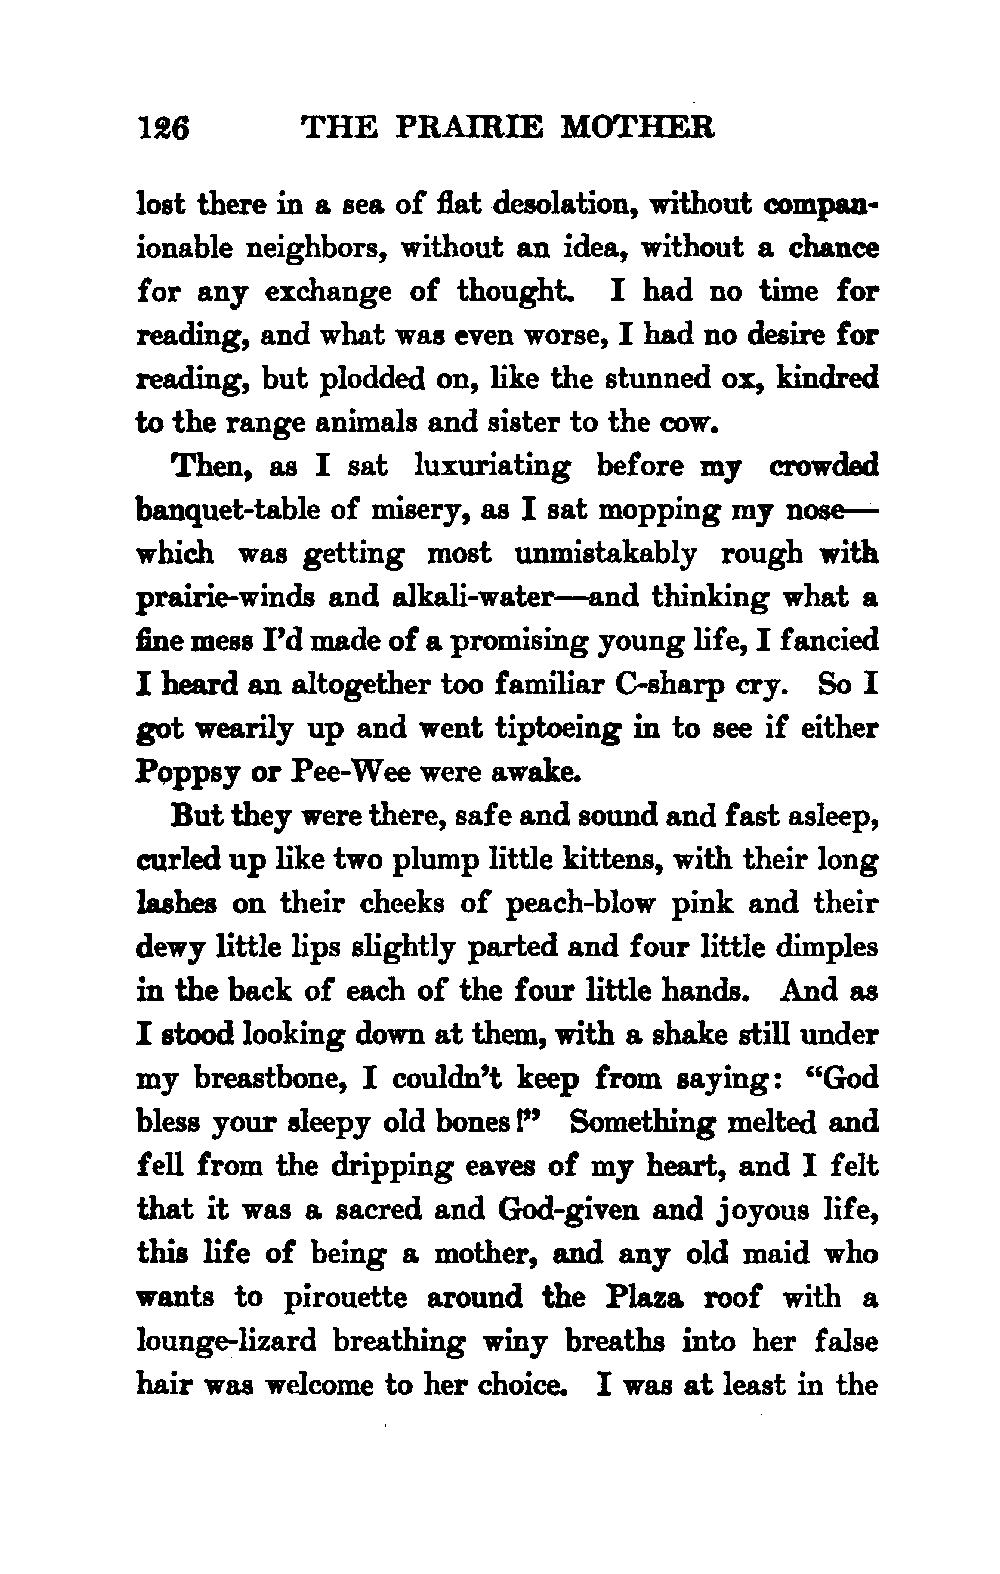 126 THE PRAIRIE MOTHER
lost there in a sea of flat desolation, without compan-
ionable neighbors, without an idea, without a chance
for any exchange of thought. I had no time for
reading, and what was even worse, I had no desire for
reading, but plodded on, like the stunned ox, kindred
to the range animals and sister to the cow.
Then, as I sat luxuriating before my crowded
banquet-table of misery, as I sat mopping my nose—
which was getting most unmistakably rough with
prairie-winds and alkali-water—and thinking what a
fine mess I'd made of a promising young life, I fancied
I heard an altogether too familiar C-sharp cry. So I
got wearily up and went tiptoeing in to see if either
Poppsy or Pee-Wee were awake.
But they were there, safe and sound and fast asleep,
curled up like two plump little kittens, with their long
lashes on their cheeks of peach-blow pink and their
dewy little lips slightly parted and four little dimples
in the back of each of the four little hands. And as
I stood looking down at them, with a shake still under
my breastbone, I couldn't keep from saying: "God
bless your sleepy old bones!" Something melted and
fell from the dripping eaves of my heart, and I felt
that it was a sacred and God-given and joyous life,
this life of being a mother, and any old maid who
wants to pirouette around the Plaza roof with a
lounge-lizard breathing winy breaths into her false
hair was welcome to her choice. I was at least in the